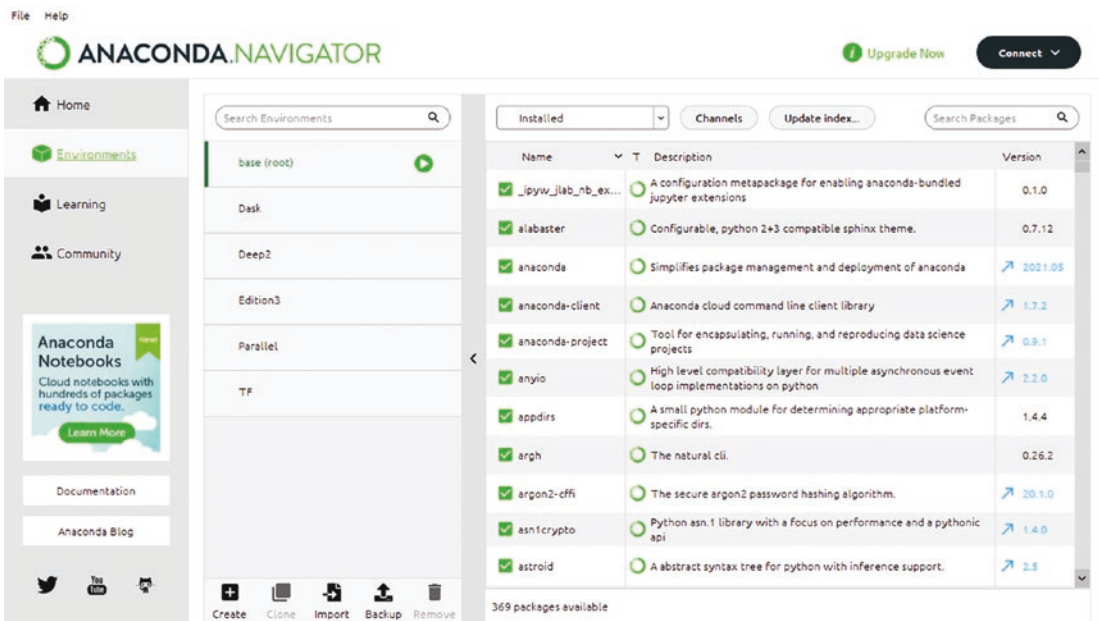 File Help
ANACONDA.NAVIGATOR
Upgrade Now
Connect
Home
Environments
Learning
Community
Anaconda
Notebooks
New!
Cloud notebooks with
hundreds of packages
ready to code.
Learn More
Documentation
Anaconda Blog
You
Tube
Search Environments
base (root)
Dask
Deep2
Edition3
Parallel
TF
Create Clone Import Backup Remove
Installed Channels Update index... Search Packages
Name T Description Version
_ipyw_jlab_nb_ex... A configuration metapackage for enabling anaconda-bundled
jupyter extensions 0.1.0
alabaster Configurable, python 2+3 compatible sphinx theme. 0.7.12
anaconda Simplifies package management and deployment of anaconda 2021.05
anaconda-client Anaconda cloud command line client library 1.7.2
anaconda-project Tool for encapsulating, running, and reproducing data science
projects 0.9.1
anyio High level compatibility layer for multiple asynchronous event
loop implementations on python 2.2.0
appdirs A small python module for determining appropriate platform-
specific dirs. 1.4.4
argh The natural cli. 0.26.2
argon2-cffi The secure argon2 password hashing algorithm. 20.1.0
asn1crypto Python asn.1 library with a focus on performance and a pythonic
api 1.4.0
astroid A abstract syntax tree for python with inference support. 2.5
369 packages available